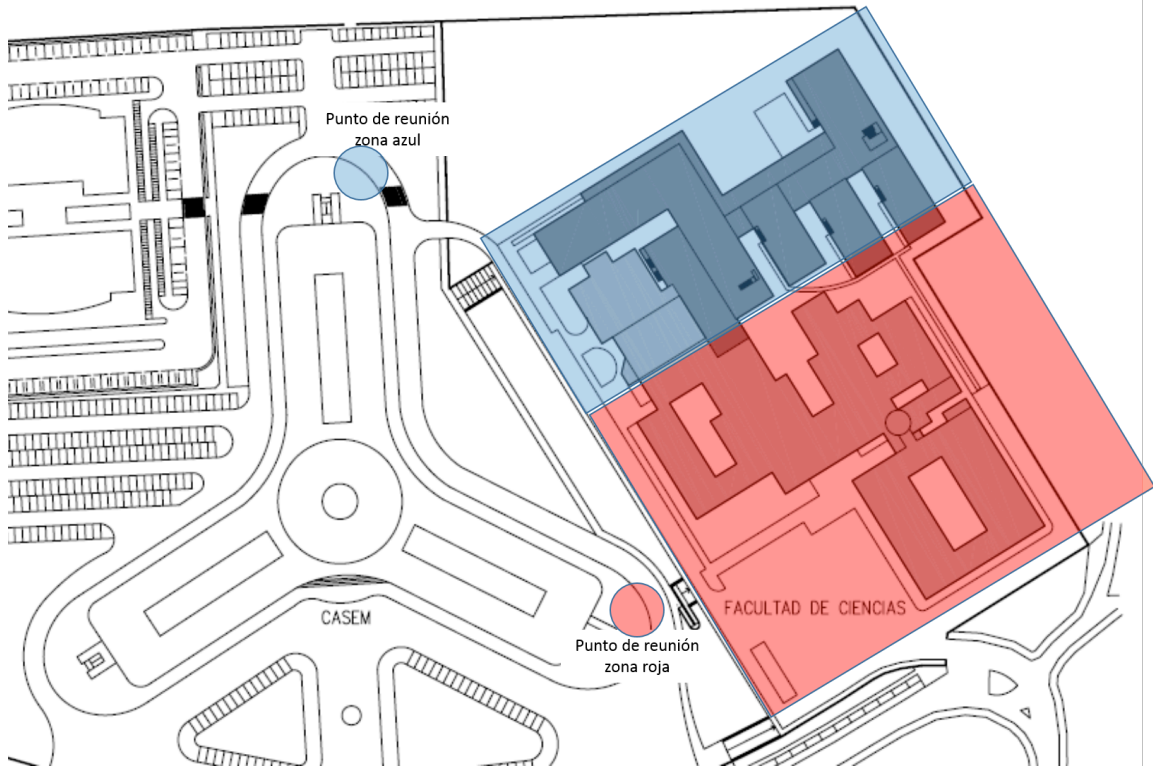 Punto de reunión
zona azul
CASEM
FACULTAD DE CIENCIAS
Punto de reunión
zona roja